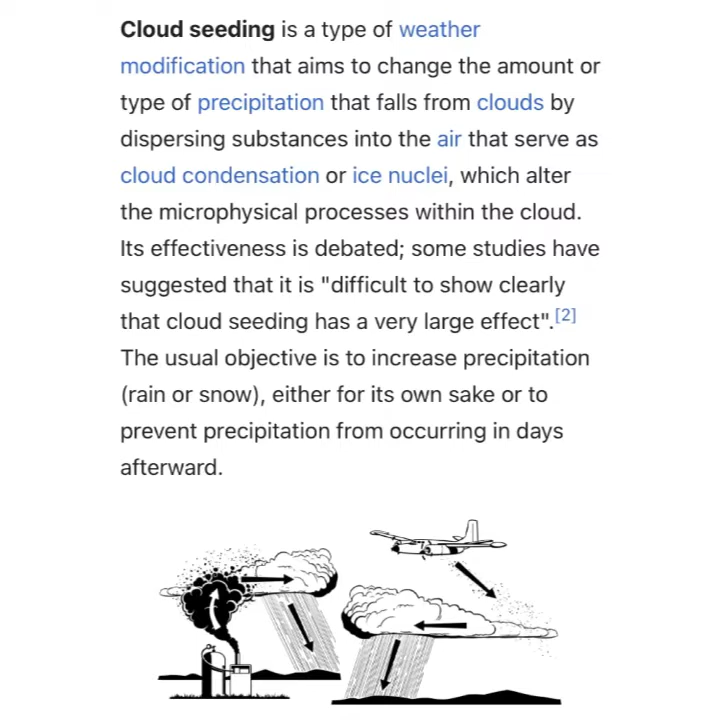 Cloud seeding is a type of weather
modification that aims to change the amount or
type of precipitation that falls from clouds by
dispersing substances into the air that serve as
cloud condensation or ice nuclei, which alter
the microphysical processes within the cloud.
Its effectiveness is debated; some studies have
suggested that it is "difficult to show clearly
that cloud seeding has a very large effect".[2]
The usual objective is to increase precipitation
(rain or snow), either for its own sake or to
prevent precipitation from occurring in days
afterward.